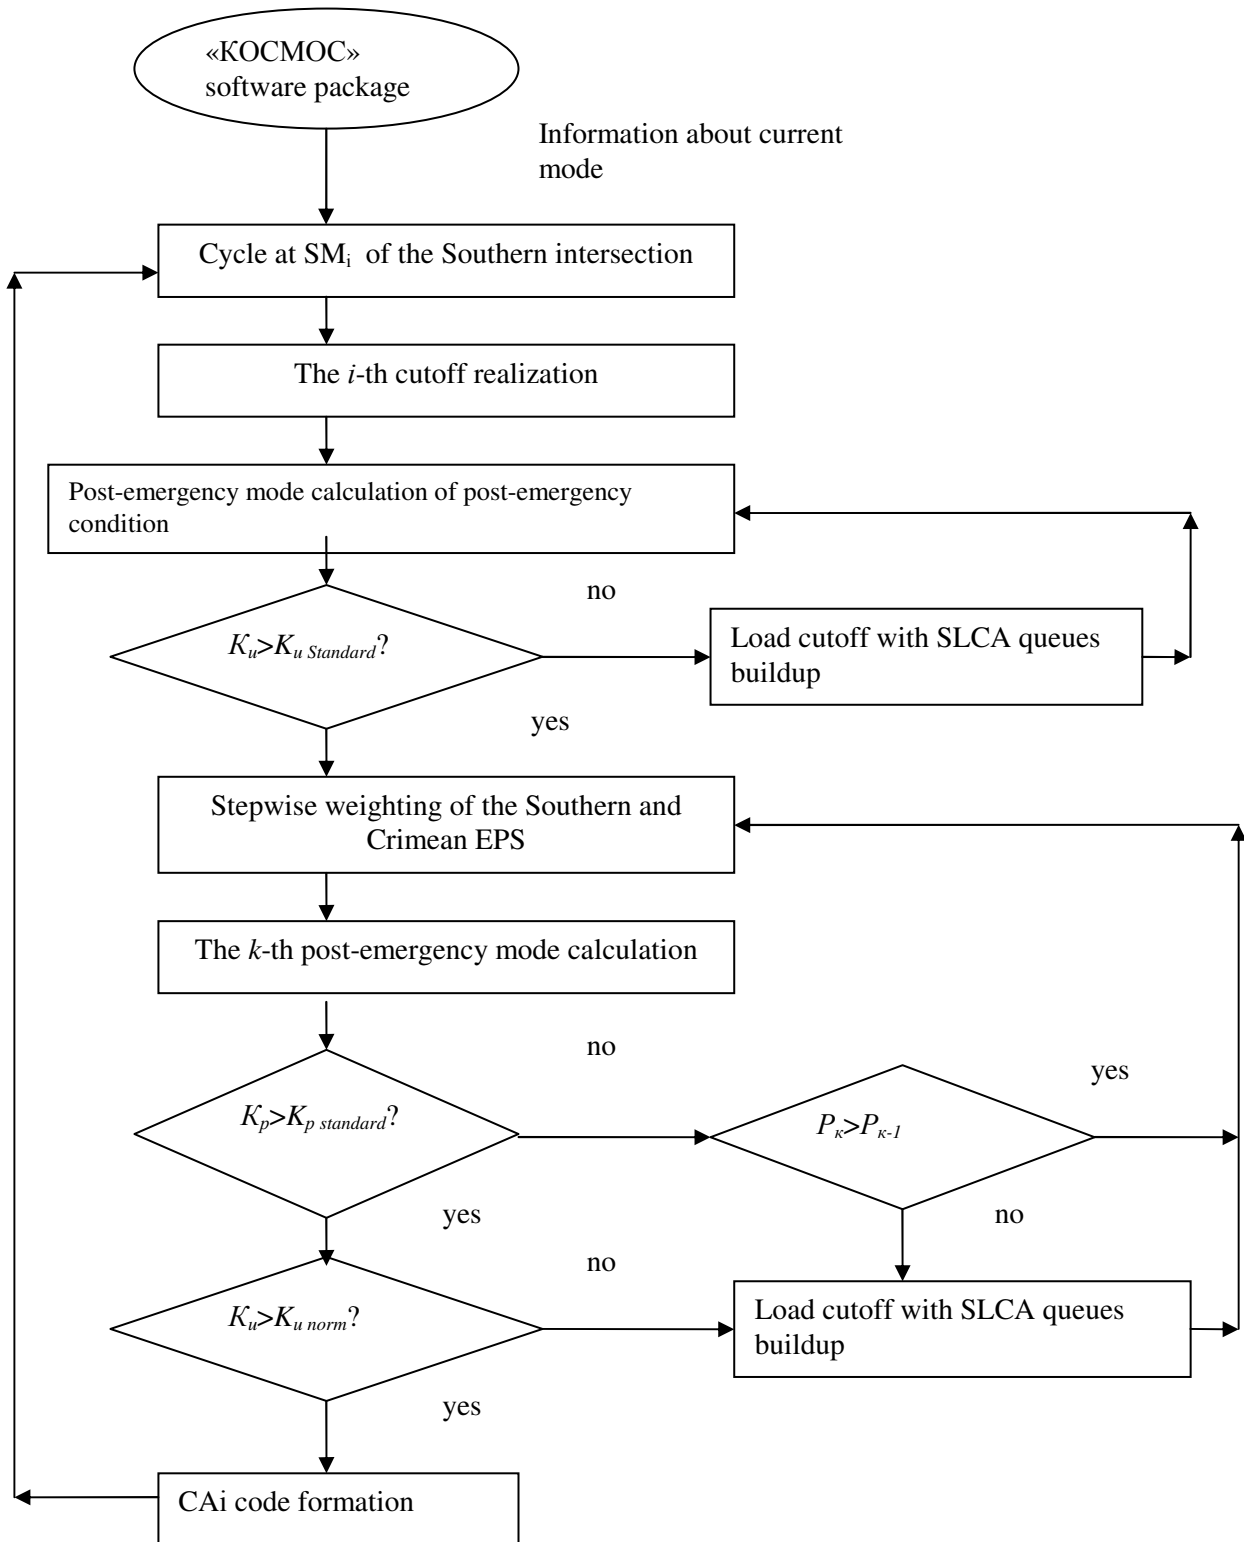 «КОСМОС»
software package
Information about current
mode
Cycle at SMi of the Southern intersection
The i-th cutoff realization
Post-emergency mode calculation of post-emergency
condition
no
Ku>Ku Standard?
Load cutoff with SLCA queues
buildup
yes
Stepwise weighting of the Southern and
Crimean EPS
The k-th post-emergency mode calculation
no
yes
Kp>Kp standard?
Pк>Pк-1
yes
no
no
Ku>Ku norm?
Load cutoff with SLCA queues
buildup
yes
CAi code formation